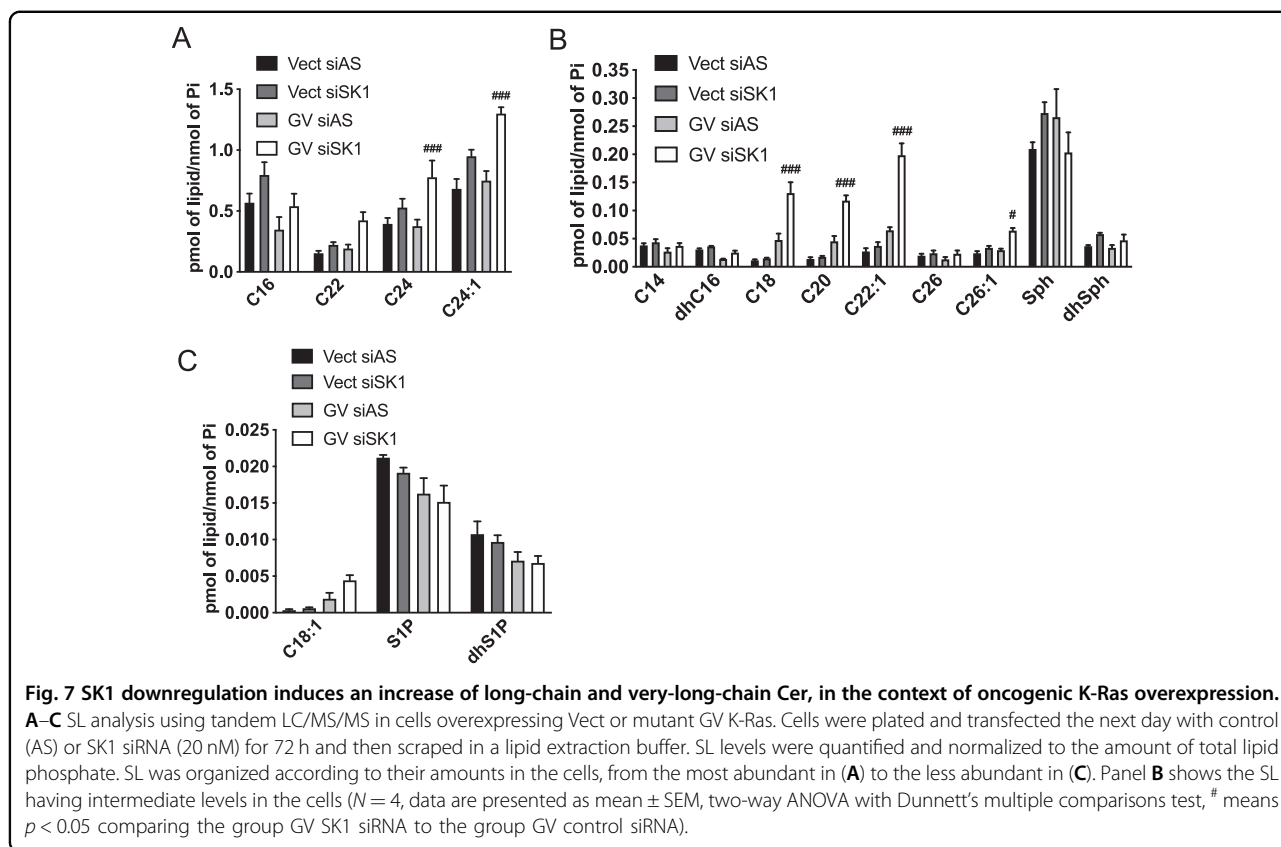 A
Vect siAS
Vect siSK1
GV siAS
GV siSK1
pmol of lipid/nmol of Pi
1.5
1.0
0.5
0.0
###
###
C16
C22
C24
C24:1
B
Vect siAS
Vect siSK1
GV siAS
GV siSK1
pmol of lipid/nmol of Pi
0.35
0.30
0.25
0.20
0.15
0.10
0.05
0.00
###
###
###
#
C14
dhC16
C18
C20
C22:1
C26
C26:1
Sph
dhSph
C
Vect siAS
Vect siSK1
GV siAS
GV siSK1
pmol of lipid/nmol of Pi
0.025
0.020
0.015
0.010
0.005
0.000
C18:1
S1P
dhS1P
Fig. 7 SK1 downregulation induces an increase of long-chain and very-long-chain Cer, in the context of oncogenic K-Ras overexpression.
A–C SL analysis using tandem LC/MS/MS in cells overexpressing Vect or mutant GV K-Ras. Cells were plated and transfected the next day with control
(AS) or SK1 siRNA (20 nM) for 72 h and then scraped in a lipid extraction buffer. SL levels were quantified and normalized to the amount of total lipid
phosphate. SL was organized according to their amounts in the cells, from the most abundant in (A) to the less abundant in (C). Panel B shows the SL
having intermediate levels in the cells (N = 4, data are presented as mean ± SEM, two-way ANOVA with Dunnett's multiple comparisons test, # means
p < 0.05 comparing the group GV SK1 siRNA to the group GV control siRNA).